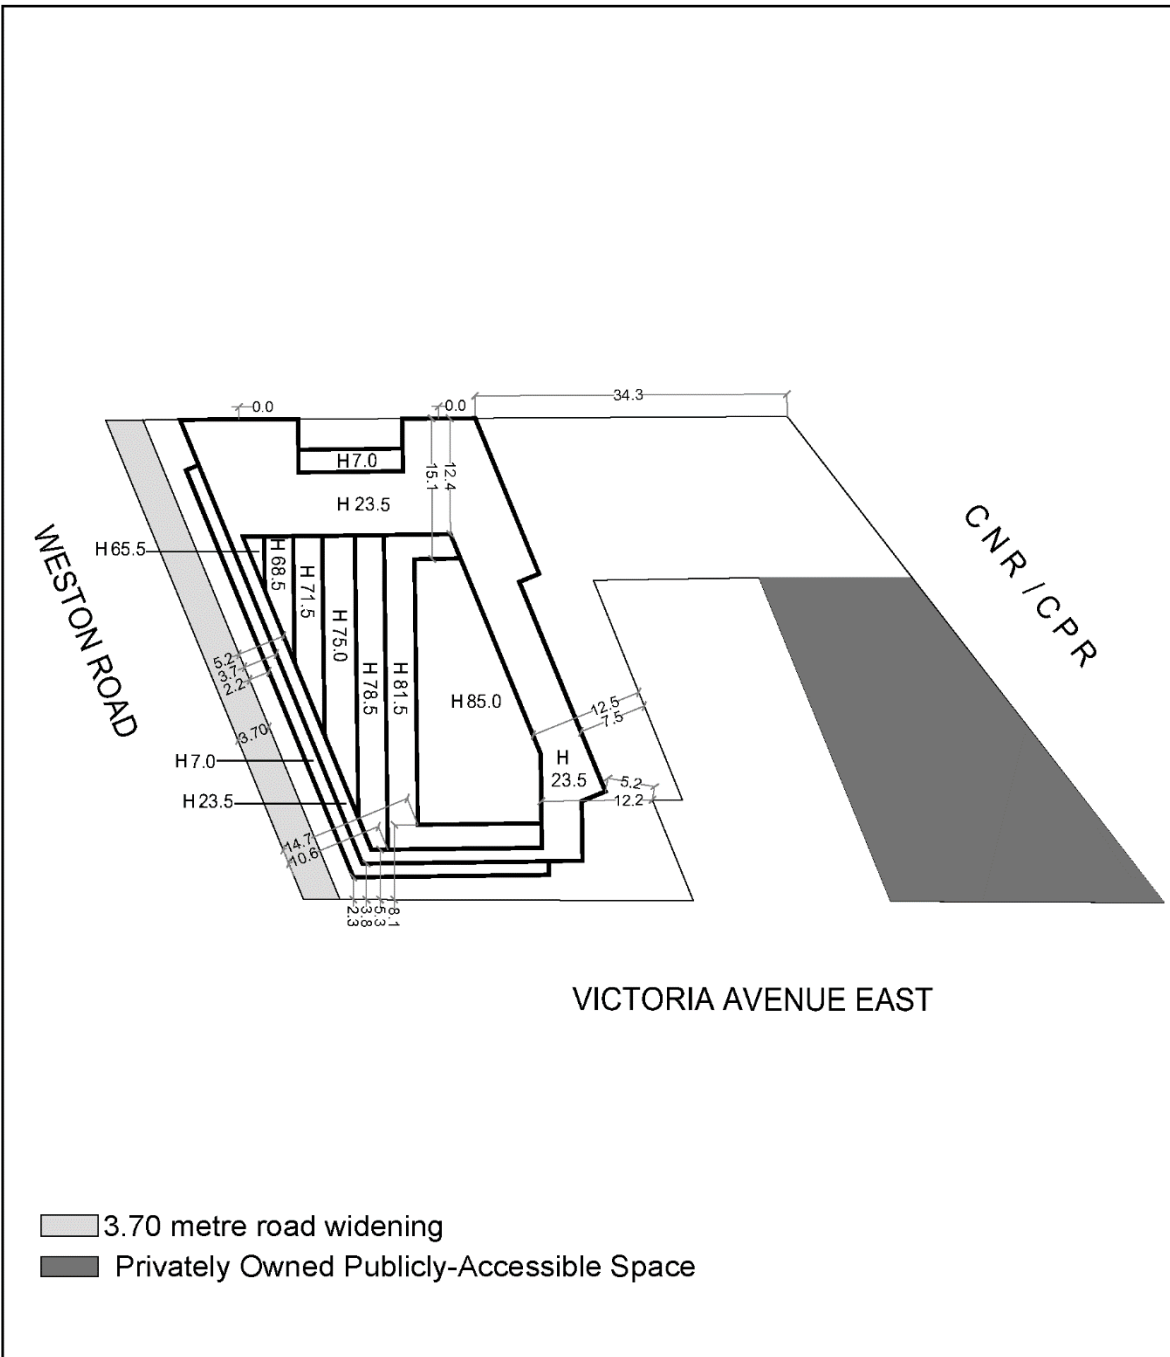 34.3
0.0
0.0
H 7.0
15.1
12.4
H 23.5
CNR / CPR
WESTON ROAD
H 65.5
H 68.5
H 71.5
H 75.0
H 78.5
H 81.5
H 85.0
5.2
3.7
2.2
3.70
12.5
7.5
H 7.0
H
23.5
5.2
12.2
H 23.5
14.7
10.6
2.3
3.8
5.3
8.1
VICTORIA AVENUE EAST
3.70 metre road widening
Privately Owned Publicly-Accessible Space